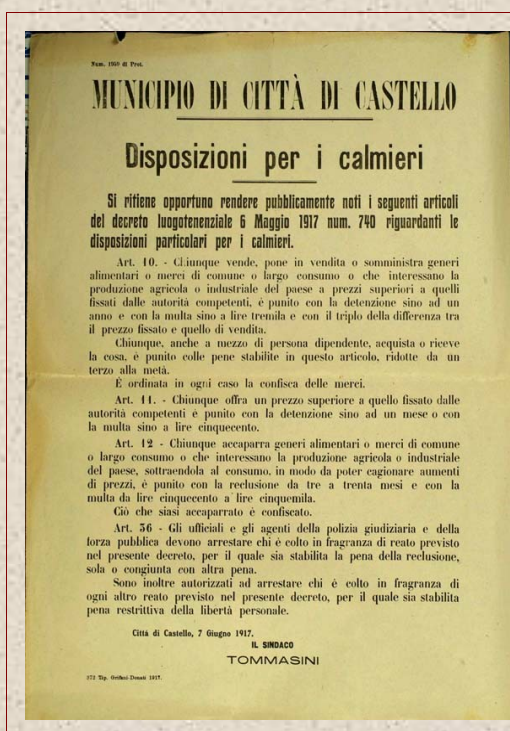 Num. 1940 di Prot.
MUNICIPIO DI CITTÀ DI CASTELLO
Disposizioni per i calmieri
Si ritiene opportuno rendere pubblicamente noti i seguenti articoli
del decreto luogotenenziale 6 Maggio 1917 num. 740 riguardanti le
disposizioni particolari per i calmieri.
Art. 10. - Chiunque vende, pone in vendita o somministra generi
alimentari o merci di comune o largo consumo o che interessano la
produzione agricola o industriale del paese a prezzi superiori a quelli
fissati dalle autorità competenti, è punito con la detenzione sino ad un
anno e con la multa sino a lire tremila e con il triplo della differenza tra
il prezzo fissato e quello di vendita.
Chiunque, anche a mezzo di persona dipendente, acquista o riceve
la cosa, è punito colle pene stabilite in questo articolo, ridotte da un
terzo alla metà.
È ordinata in ogni caso la confisca delle merci.
Art. 11. - Chiunque offra un prezzo superiore a quello fissato dalle
autorità competenti è punito con la detenzione sino ad un mese o con
la multa sino a lire cinquecento.
Art. 12 - Chiunque accaparra generi alimentari o merci di comune
o largo consumo o che interessano la produzione agricola o industriale
del paese, sottraendola al consumo, in modo da poter cagionare aumenti
di prezzi, è punito con la reclusione da tre a trenta mesi e con la
multa da lire cinquecento a lire cinquemila.
Ciò che siasi accaparrato è confiscato.
Art. 36 - Gli ufficiali e gli agenti della polizia giudiziaria e della
forza pubblica devono arrestare chi è colto in fragranza di reato previsto
nel presente decreto, per il quale sia stabilita la pena della reclusione,
sola o congiunta con altra pena.
Sono inoltre autorizzati ad arrestare chi è colto in fragranza di
ogni altro reato previsto nel presente decreto, per il quale sia stabilita
pena restrittiva della libertà personale.
Città di Castello, 7 Giugno 1917.
IL SINDACO
TOMMASINI
Tip. Grifani-Donati 1917.